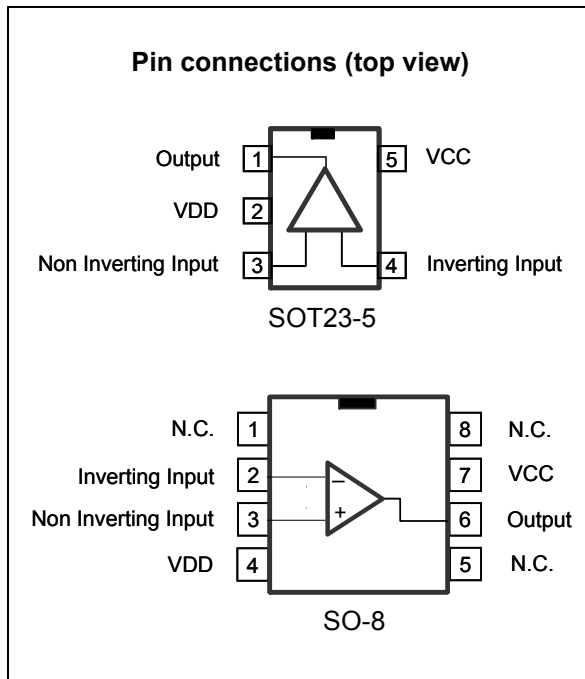 Pin connections (top view)
Output 1 5 VCC
VDD 2
Non Inverting Input 3 4 Inverting Input
SOT23-5
N.C. 1 8 N.C.
Inverting Input 2 − 7 VCC
Non Inverting Input 3 + 6 Output
VDD 4 5 N.C.
SO-8